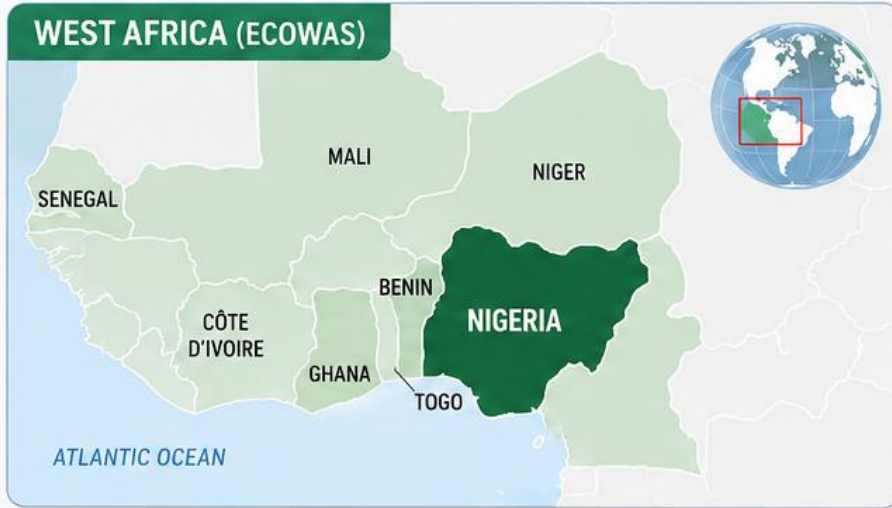 WEST AFRICA (ECOWAS)
MALI
NIGER
SENEGAL
BENIN
NIGERIA
CÔTE
D'IVOIRE
GHANA
TOGO
ATLANTIC OCEAN